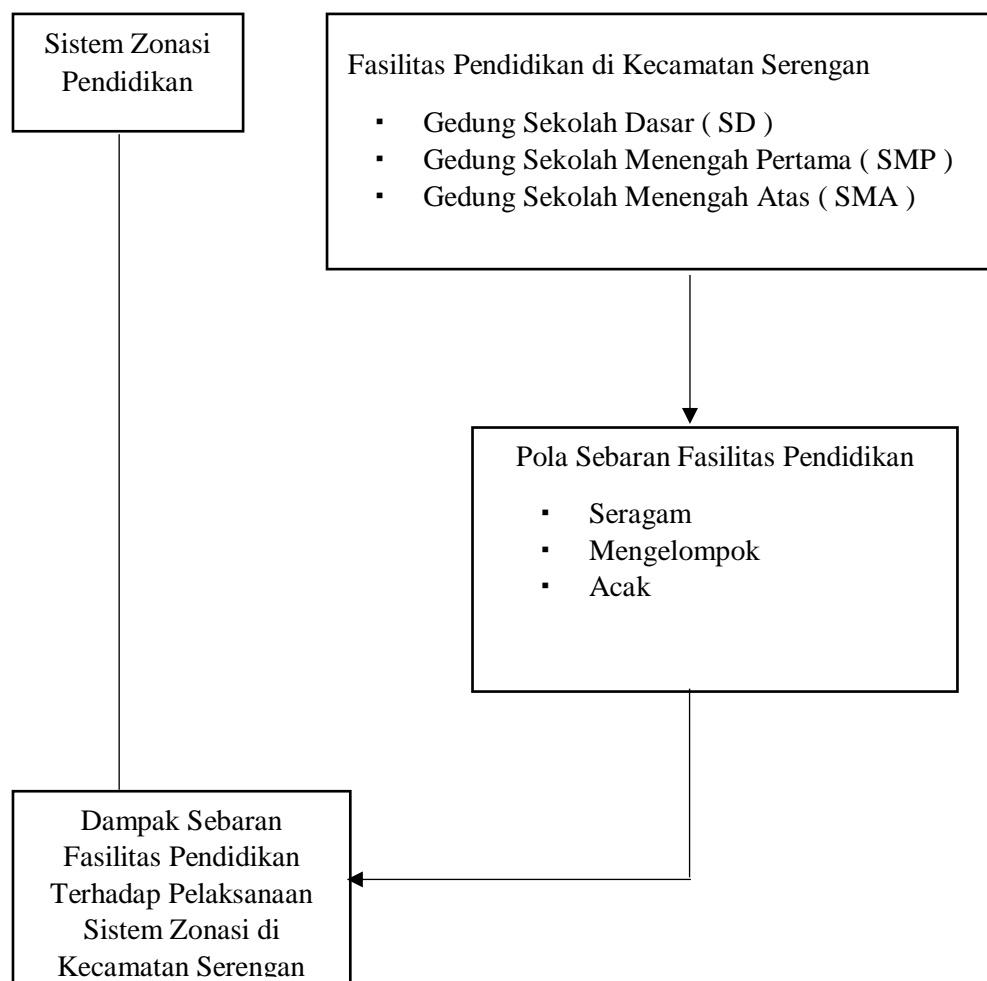 Sistem Zonasi
Pendidikan
Fasilitas Pendidikan di Kecamatan Serengan
▪ Gedung Sekolah Dasar ( SD )
▪ Gedung Sekolah Menengah Pertama ( SMP )
▪ Gedung Sekolah Menengah Atas ( SMA )
Pola Sebaran Fasilitas Pendidikan
▪ Seragam
▪ Mengelompok
▪ Acak
Dampak Sebaran
Fasilitas Pendidikan
Terhadap Pelaksanaan
Sistem Zonasi di
Kecamatan Serengan